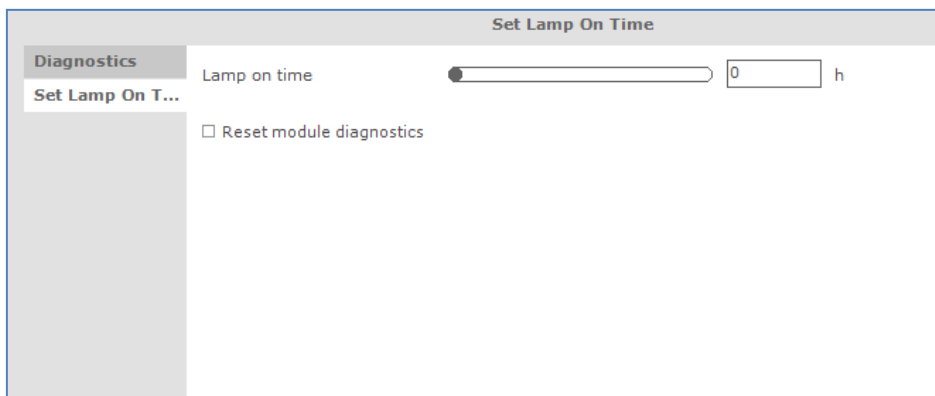 Set Lamp On Time
Diagnostics
Set Lamp On T...
Lamp on time
0
h
Reset module diagnostics